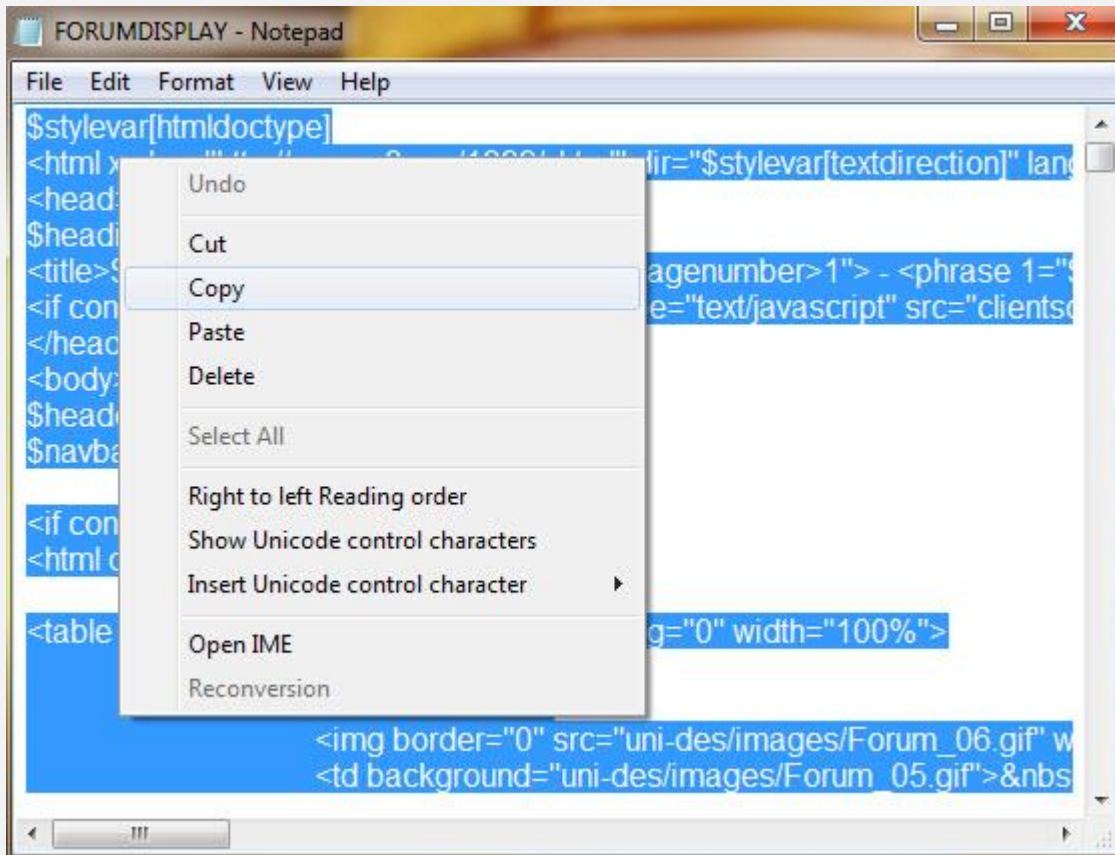 FORUMDISPLAY - Notepad
File Edit Format View Help
$stylevar[htmldoctype]
<html dir="$stylevar[textdirection]" lang
<head
$headi
<title> agenumber>1"> - <phrase 1="
<if con e="text/javascript" src="clients
</head
<body
$head
$navba
<if con
<html
<table g="0" width="100%">
<img border="0" src="uni-des/images/Forum_06.gif" w
<td background="uni-des/images/Forum_05.gif">&nbs
Undo
Cut
Copy
Paste
Delete
Select All
Right to left Reading order
Show Unicode control characters
Insert Unicode control character
Open IME
Reconversion